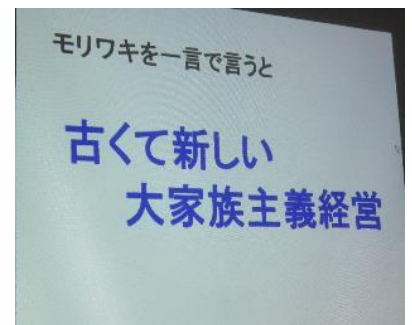 モリワキを一言で言うと
古くて新しい
大家族主義経営